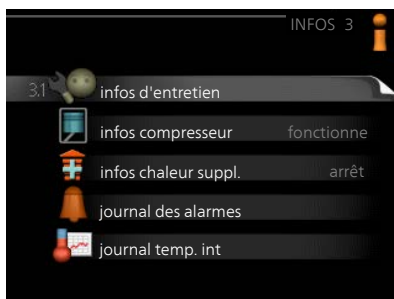 INFOS 3
3.1 infos d'entretien
infos compresseur fonctionne
infos chaleur suppl. arrêt
journal des alarmes
journal temp. int